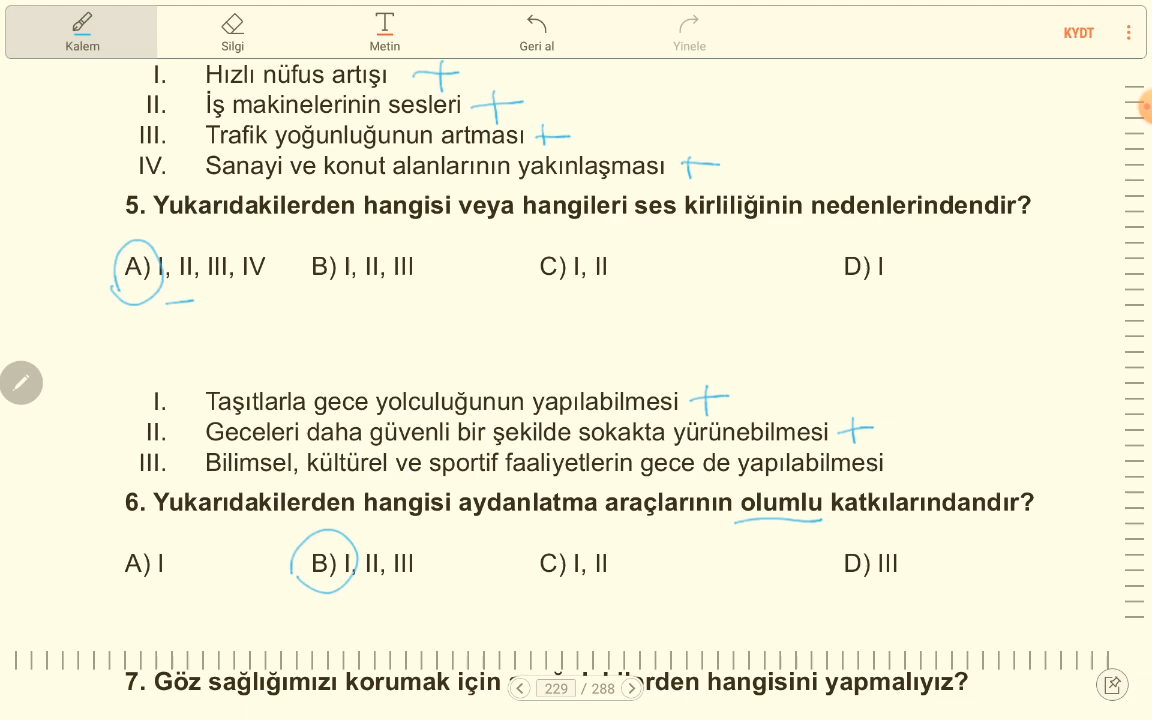 Kalem Silgi Metin Geri al Yinele KYDT
I. Hızlı nüfus artışı
II. İş makinelerinin sesleri
III. Trafik yoğunluğunun artması
IV. Sanayi ve konut alanlarının yakınlaşması
5. Yukarıdakilerden hangisi veya hangileri ses kirliliğinin nedenlerindendir?
A) I, II, III, IV B) I, II, III C) I, II D) I
I. Taşıtlarla gece yolculuğunun yapılabilmesi
II. Geceleri daha güvenli bir şekilde sokakta yürünebilmesi
III. Bilimsel, kültürel ve sportif faaliyetlerin gece de yapılabilmesi
6. Yukarıdakilerden hangisi aydanlatma araçlarının olumlu katkılarındandır?
A) I B) I, II, III C) I, II D) III
7. Göz sağlığımızı korumak için hangisini yapmalıyız?
229 / 288